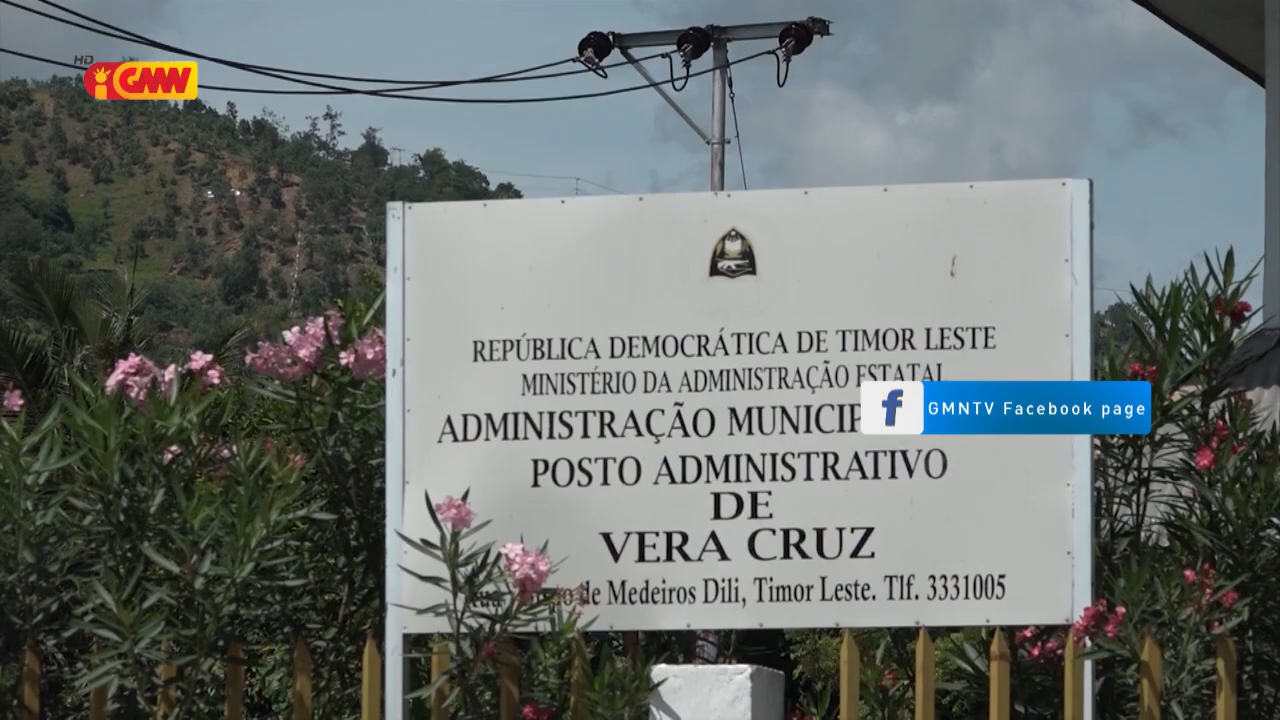 HD
GMN
REPÚBLICA DEMOCRÁTICA DE TIMOR LESTE
MINISTÉRIO DA ADMINISTRAÇÃO ESTATAL
ADMINISTRAÇÃO
GMNTV Facebook page
POSTO ADMINISTRATIVO
DE
VERA CRUZ
de Medeiros Dili, Timor Leste. Tlf. 3331005